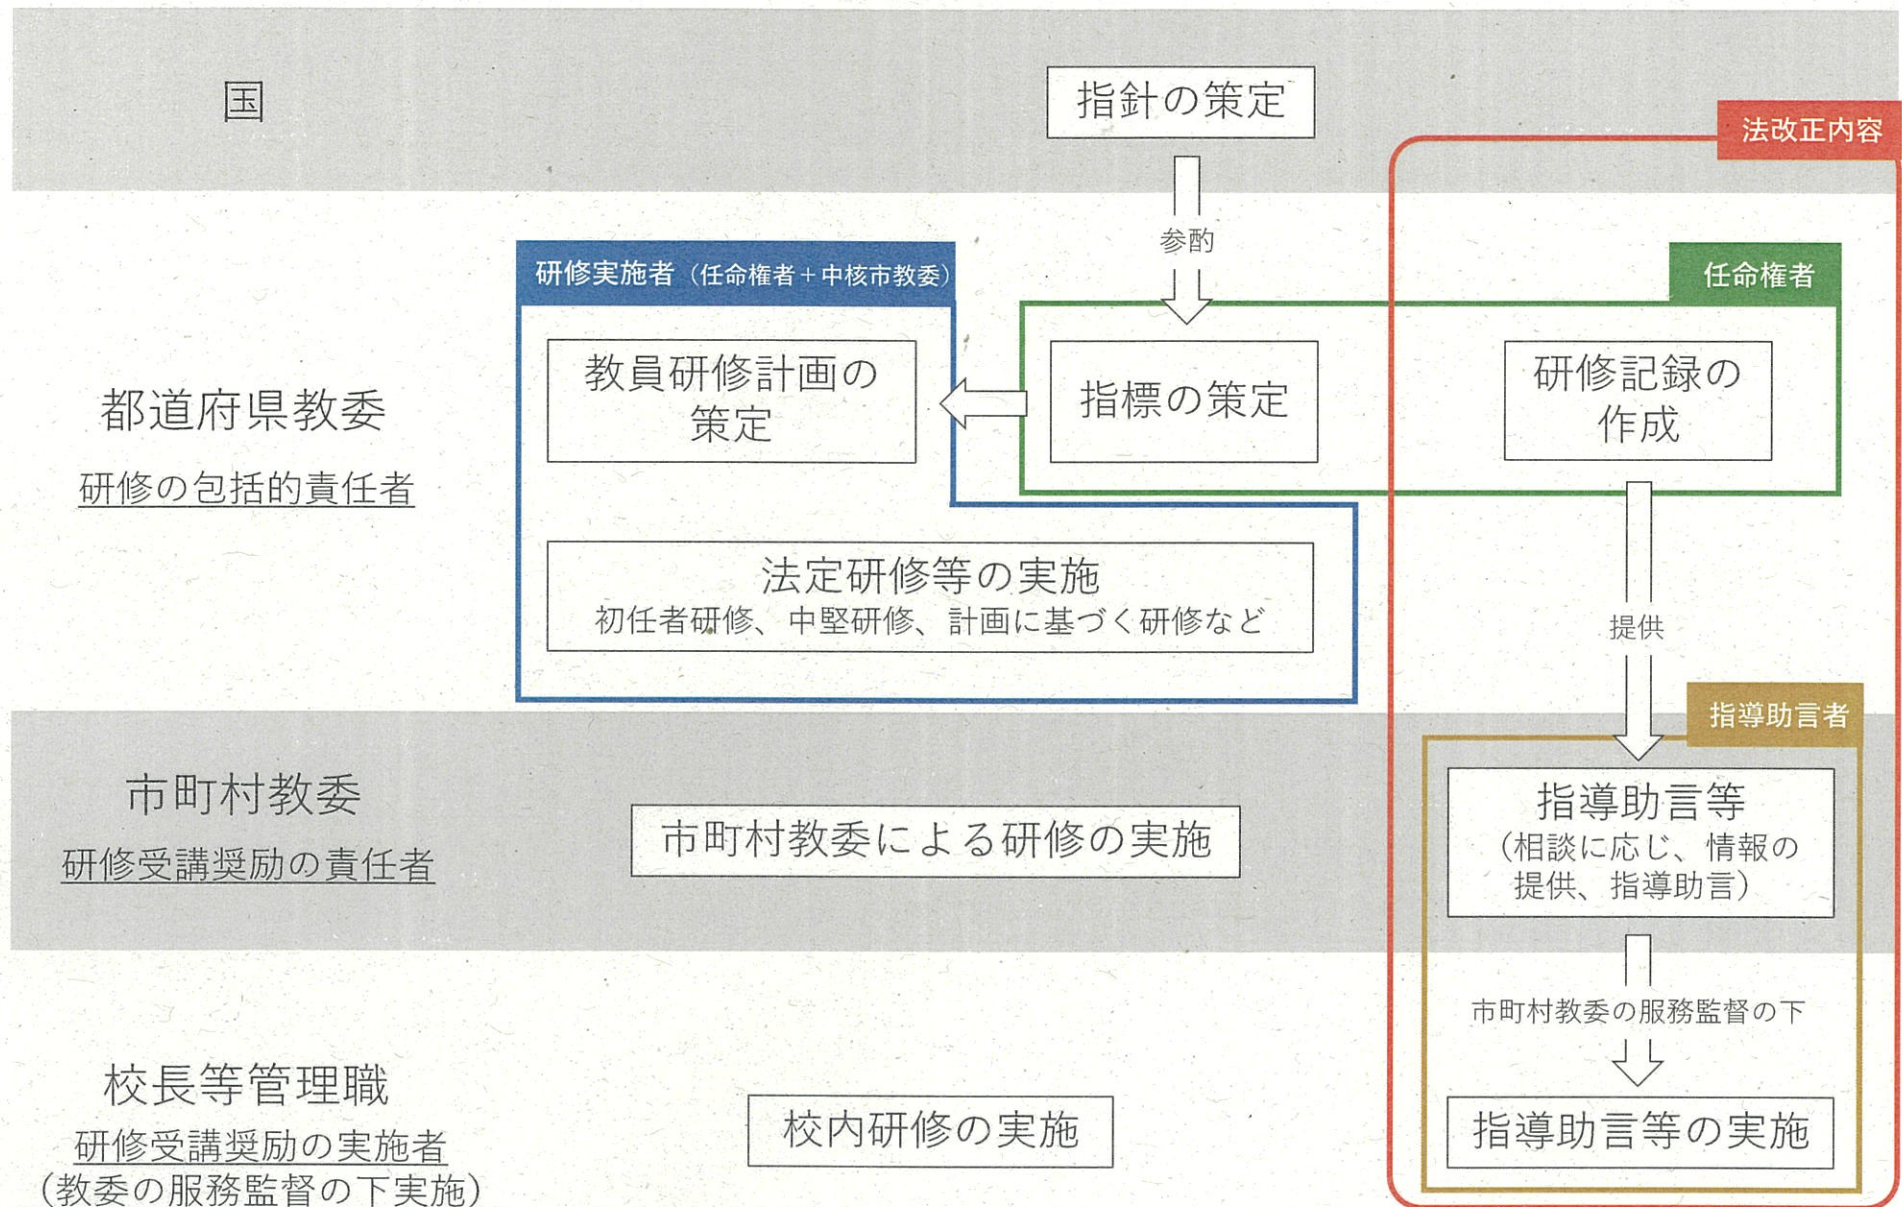 国
指針の策定
法改正内容
参酌
研修実施者（任命権者＋中核市教委）
任命権者
都道府県教委
研修の包括的責任者
教員研修計画の
策定
指標の策定
研修記録の
作成
法定研修等の実施
初任者研修、中堅研修、計画に基づく研修など
提供
指導助言者
市町村教委
研修受講奨励の責任者
市町村教委による研修の実施
指導助言等
（相談に応じ、情報の
提供、指導助言）
市町村教委の服務監督の下
校長等管理職
研修受講奨励の実施者
（教委の服務監督の下実施）
校内研修の実施
指導助言等の実施